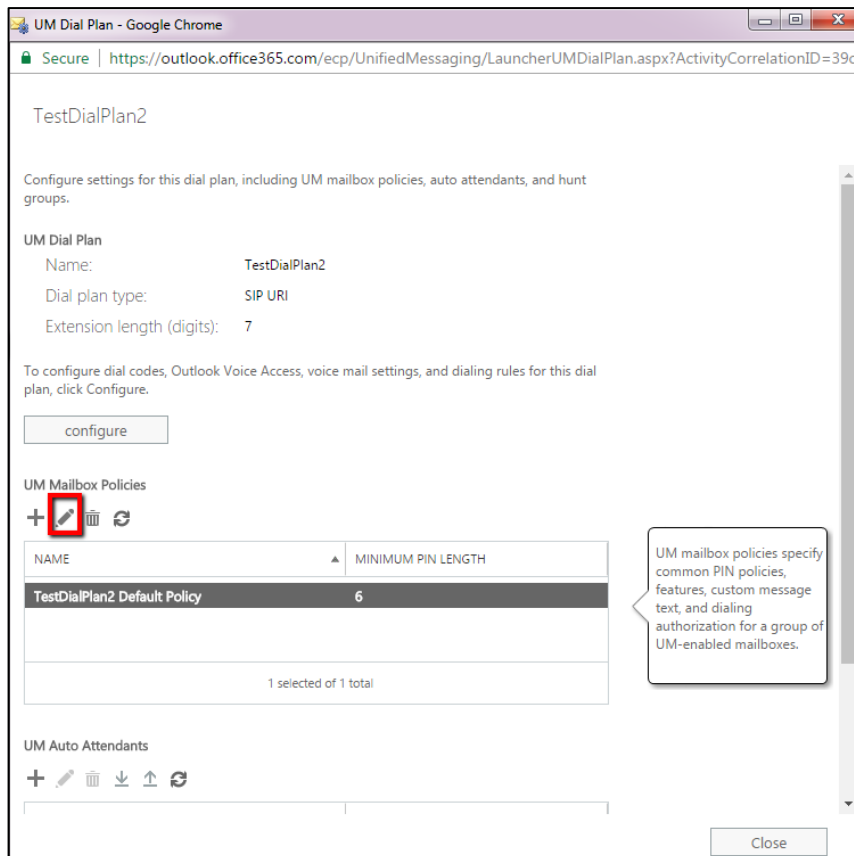 UM Dial Plan - Google Chrome
Secure | https://outlook.office365.com/ecp/UnifiedMessaging/LauncherUMDialPlan.aspx?ActivityCorrelationID=39c
TestDialPlan2
Configure settings for this dial plan, including UM mailbox policies, auto attendants, and hunt
groups.
UM Dial Plan
Name: TestDialPlan2
Dial plan type: SIP URI
Extension length (digits): 7
To configure dial codes, Outlook Voice Access, voice mail settings, and dialing rules for this dial
plan, click Configure.
configure
UM Mailbox Policies
NAME MINIMUM PIN LENGTH
TestDialPlan2 Default Policy 6
1 selected of 1 total
UM mailbox policies specify
common PIN policies,
features, custom message
text, and dialing
authorization for a group of
UM-enabled mailboxes.
UM Auto Attendants
Close